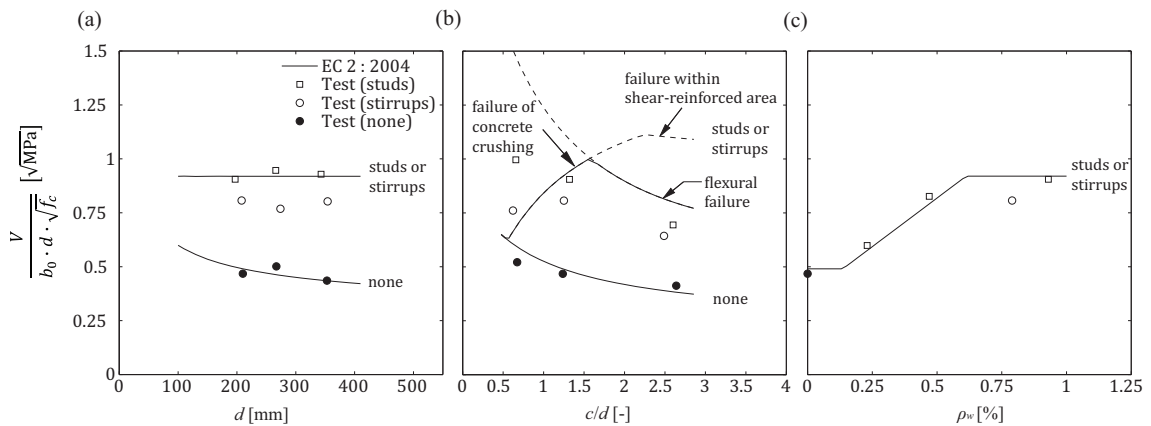 (a)
(b)
(c)
V
b₀ · d · √f_c
[√MPa]
1.5
1.25
1
0.75
0.5
0.25
0
EC 2 : 2004
Test (studs)
Test (stirrups)
Test (none)
studs or
stirrups
none
0 100 200 300 400 500
d [mm]
failure of
concrete
crushing
failure within
shear-reinforced area
studs or
stirrups
flexural
failure
none
0 0.5 1 1.5 2 2.5 3 3.5 4
c/d [-]
studs or
stirrups
0 0.25 0.5 0.75 1 1.25
ρw [%]